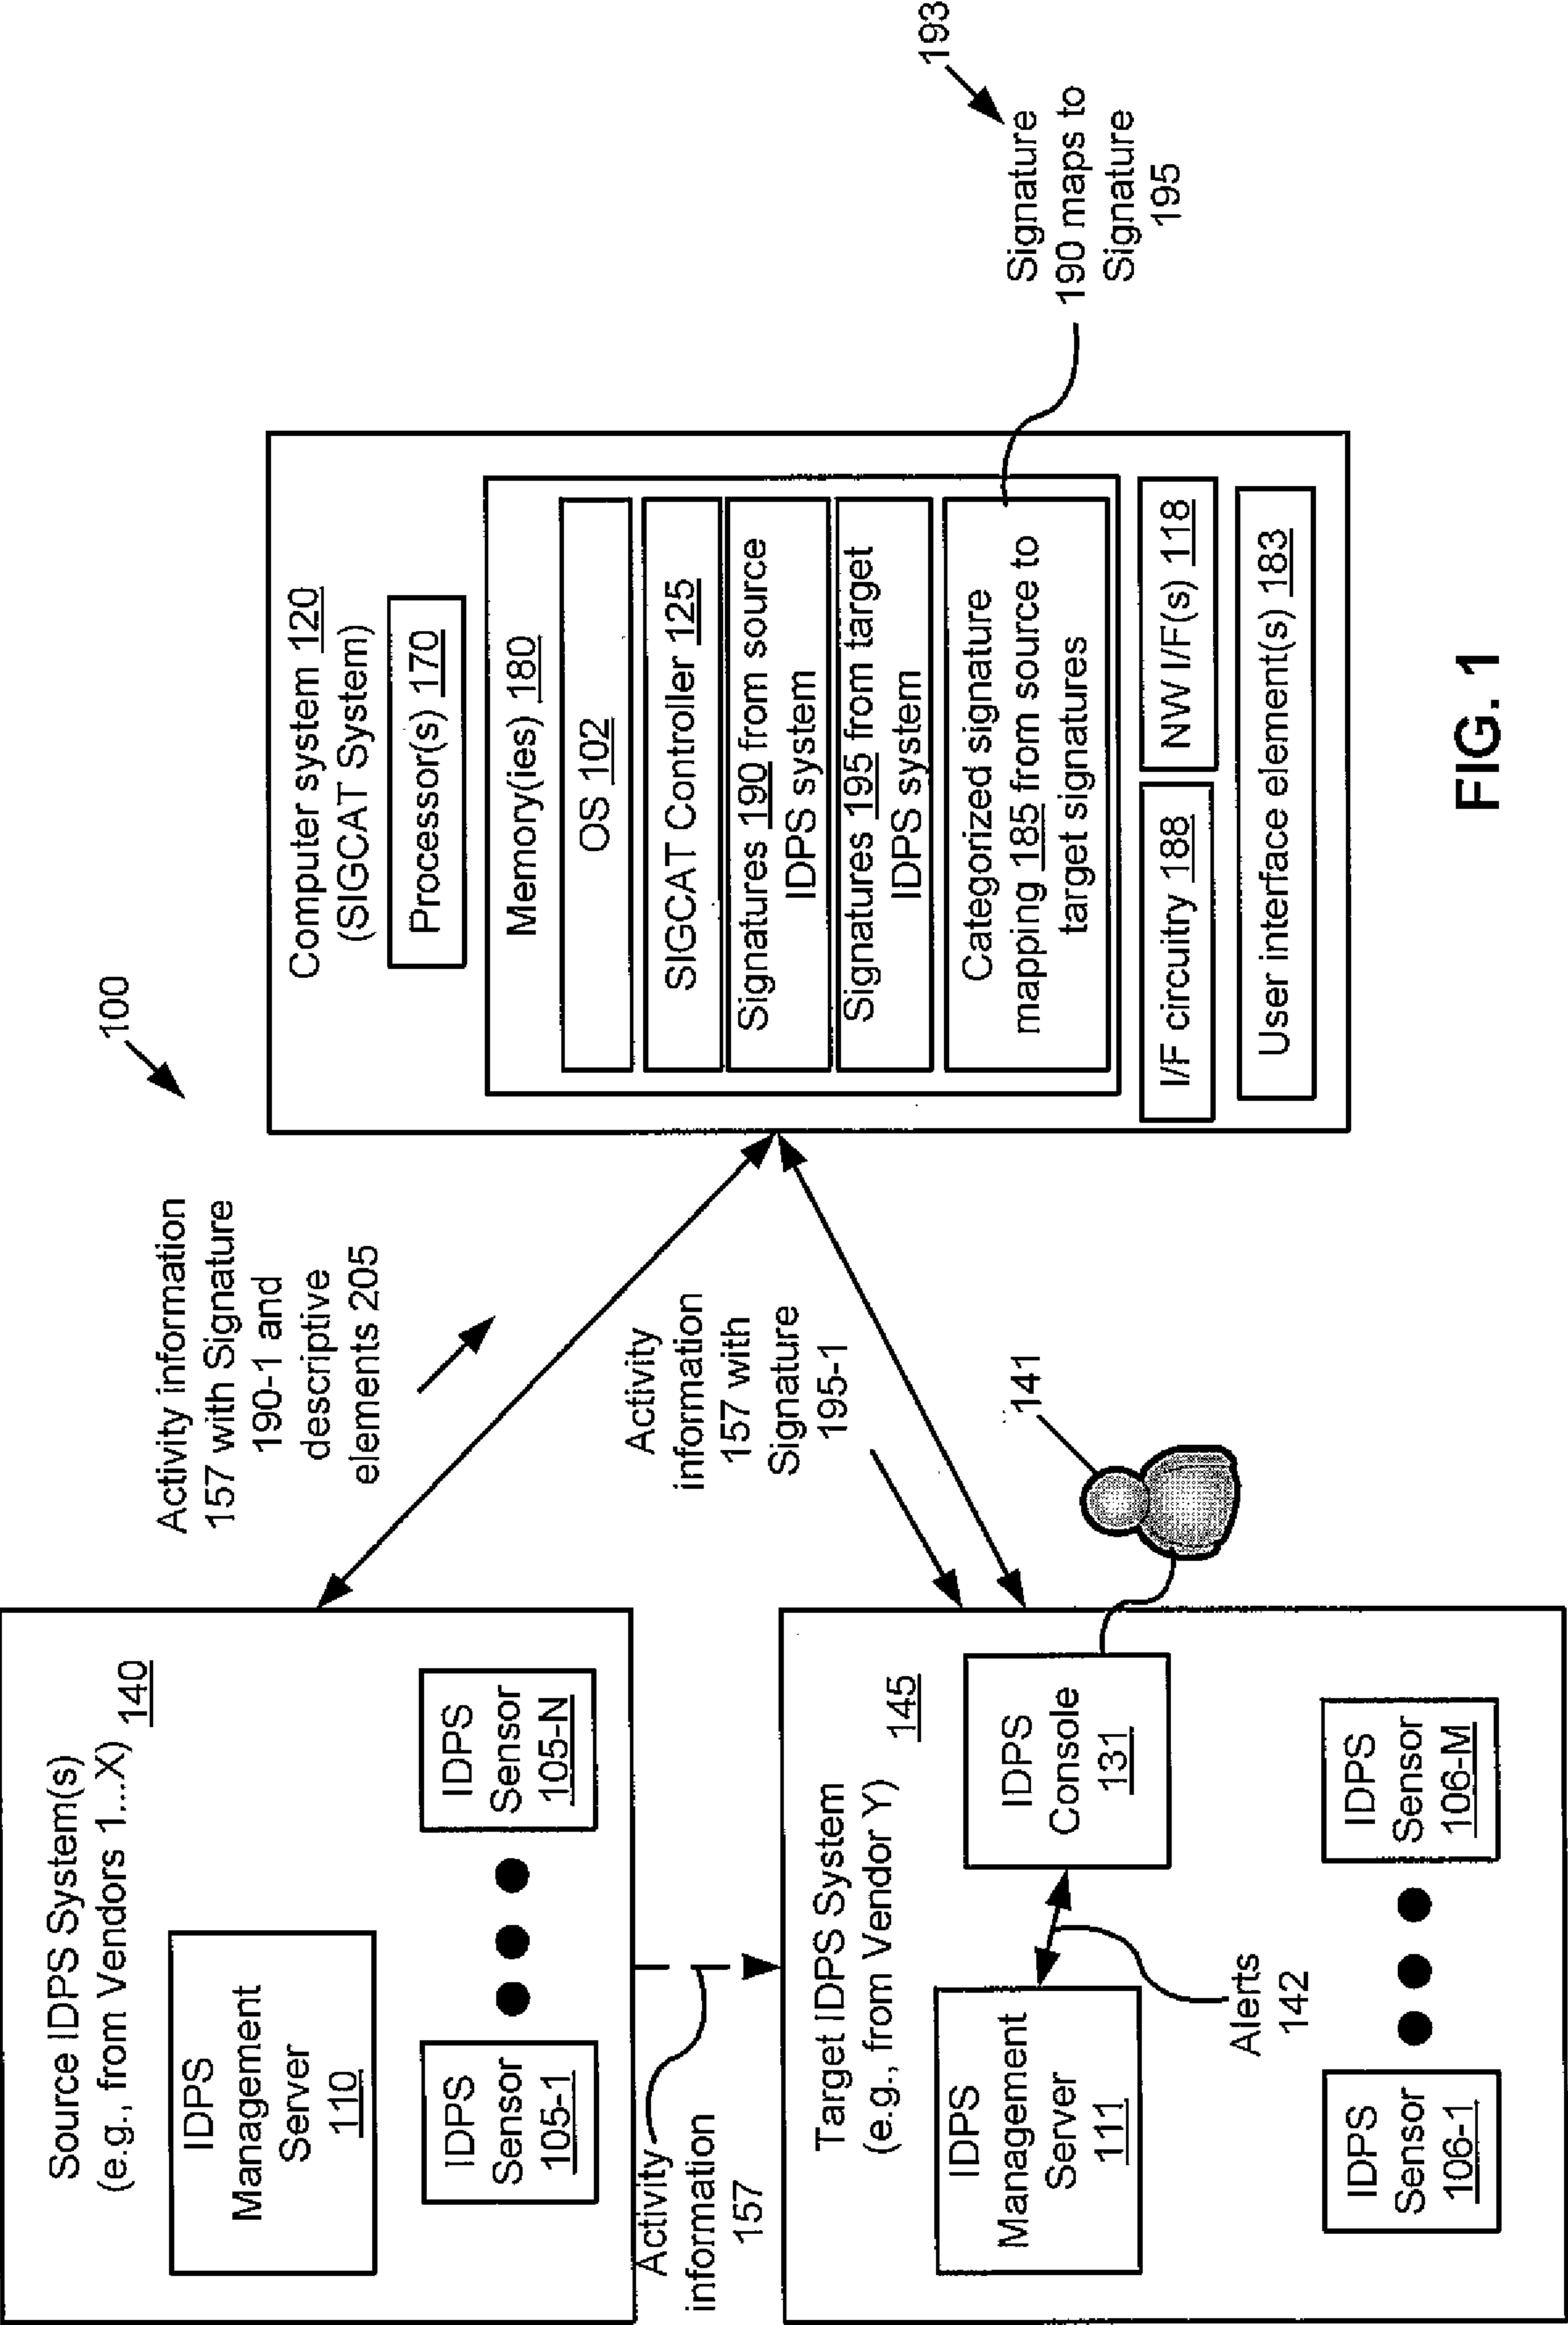 100
Source IDPS System(s)
(e.g., from Vendors 1...X) 140
IDPS
Management
Server
110
IDPS
Sensor
105-1
IDPS
Sensor
105-N
Activity
information
157
Target IDPS System
(e.g., from Vendor Y)
145
IDPS
Management
Server
111
IDPS
Console
131
Alerts
142
IDPS
Sensor
106-1
IDPS
Sensor
106-M
141
Activity information
157 with Signature
190-1 and
descriptive
elements 205
Activity
information
157 with
Signature
195-1
Computer system 120
(SIGCAT System)
Processor(s) 170
Memory(ies) 180
OS 102
SIGCAT Controller 125
Signatures 190 from source
IDPS system
Signatures 195 from target
IDPS system
Categorized signature
mapping 185 from source to
target signatures
I/F circuitry 188
NW I/F(s) 118
User interface element(s) 183
193
Signature
190 maps to
Signature
195
FIG. 1